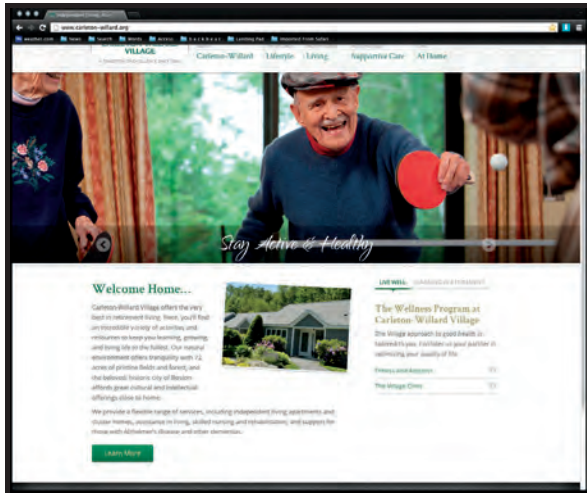 www.carleton-willard.org
weather.com News Search Words Access Lending Pad Imported From Safari
VILLAGE
Carleton-Willard Lifestyle Living Supportive Care At Home
Stay Active & Healthy
Welcome Home...
Carleton-Willard Village offers the very
best in retirement living. Here, you'll find
an incredible variety of activities and
resources to keep you learning, growing,
and living life to the fullest. Our natural
environment offers tranquility with 72
acres of pristine fields and forest, and
the beloved, historic city of Boston
affords great cultural and intellectual
offerings close to home.
We provide a flexible range of services, including independent living apartments and
cluster homes, assistance in living, skilled nursing and rehabilitation, and support for
those with Alzheimer's disease and other dementias.
Learn More
LIVE WELL
The Wellness Program at
Carleton-Willard Village
The Village approach to good health is
tailored to you. Our
optimizing your quality of life.
Fitness and Aquatics
The Village Clinic